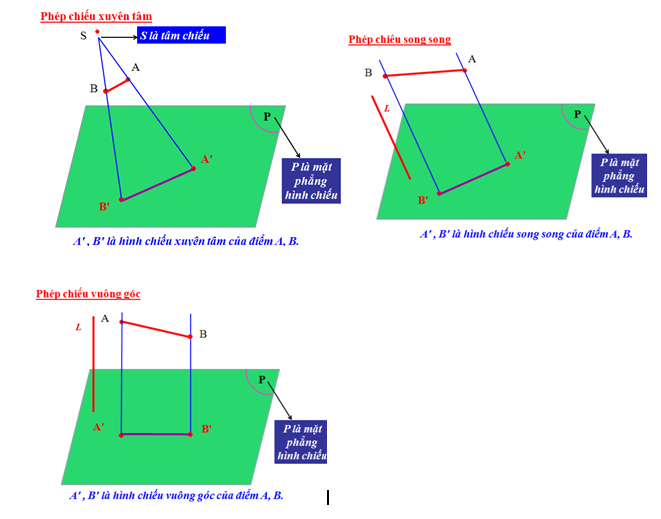 Phép chiếu xuyên tâm
S
S là tâm chiếu
A
B
P
A'
B'
P là mặt
phẳng
hình chiếu
A' , B' là hình chiếu xuyên tâm của điểm A, B.
Phép chiêu song song
A
B
L
P
A'
B'
P là mặt
phẳng
hình chiếu
A' , B' là hình chiếu song song của điểm A, B.
Phép chiếu vuông góc
L
A
B
P
A'
B'
P là mặt
phẳng
hình chiếu
A' , B' là hình chiếu vuông góc của điểm A, B.